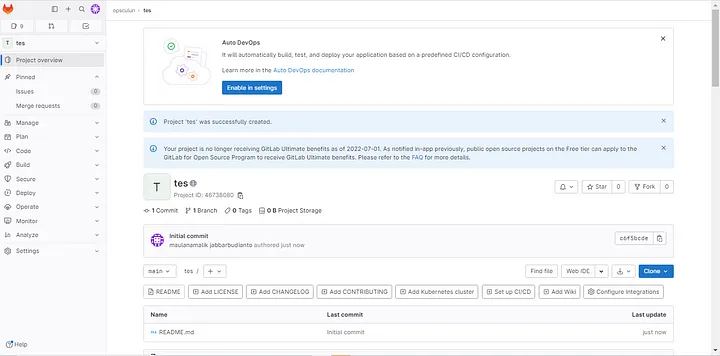 9
opsculun › tes
T tes
Project overview
Pinned
Issues 0
Merge requests 0
Manage
Plan
Code
Build
Secure
Deploy
Operate
Monitor
Analyze
Settings
Help
Auto DevOps
It will automatically build, test, and deploy your application based on a predefined CI/CD configuration.
Learn more in the Auto DevOps documentation
Enable in settings
Project 'tes' was successfully created.
Your project is no longer receiving GitLab Ultimate benefits as of 2022-07-01. As notified in-app previously, public open source projects on the Free tier can apply to the
GitLab for Open Source Program to receive GitLab Ultimate benefits. Please refer to the FAQ for more details.
T tes
Project ID: 46738080
Star 0 Fork 0
1 Commit 1 Branch 0 Tags 0 B Project Storage
Initial commit
maulanamalik jabbarbudianto authored just now
c6f5bcde
main tes / + Find file Web IDE Clone
README Add LICENSE Add CHANGELOG Add CONTRIBUTING Add Kubernetes cluster Set up CI/CD Add Wiki Configure Integrations
Name Last commit Last update
README.md Initial commit just now